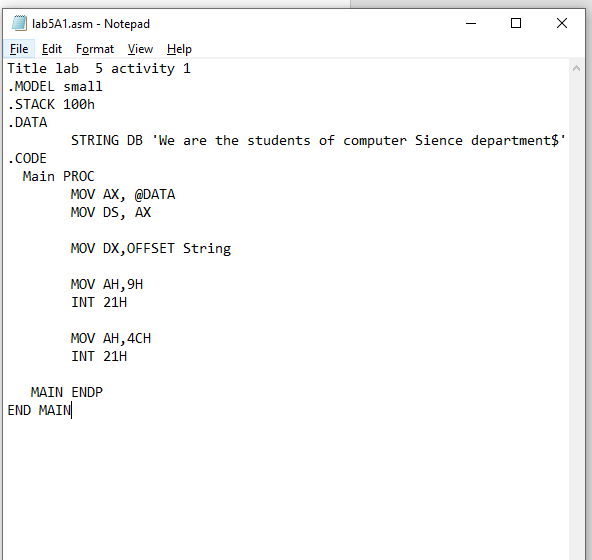 lab5A1.asm - Notepad
File Edit Format View Help
Title lab  5 activity 1
.MODEL small
.STACK 100h
.DATA
        STRING DB 'We are the students of computer Sience department$'
.CODE
  Main PROC
        MOV AX, @DATA
        MOV DS, AX
        MOV DX,OFFSET String
        MOV AH,9H
        INT 21H
        MOV AH,4CH
        INT 21H
   MAIN ENDP
END MAIN